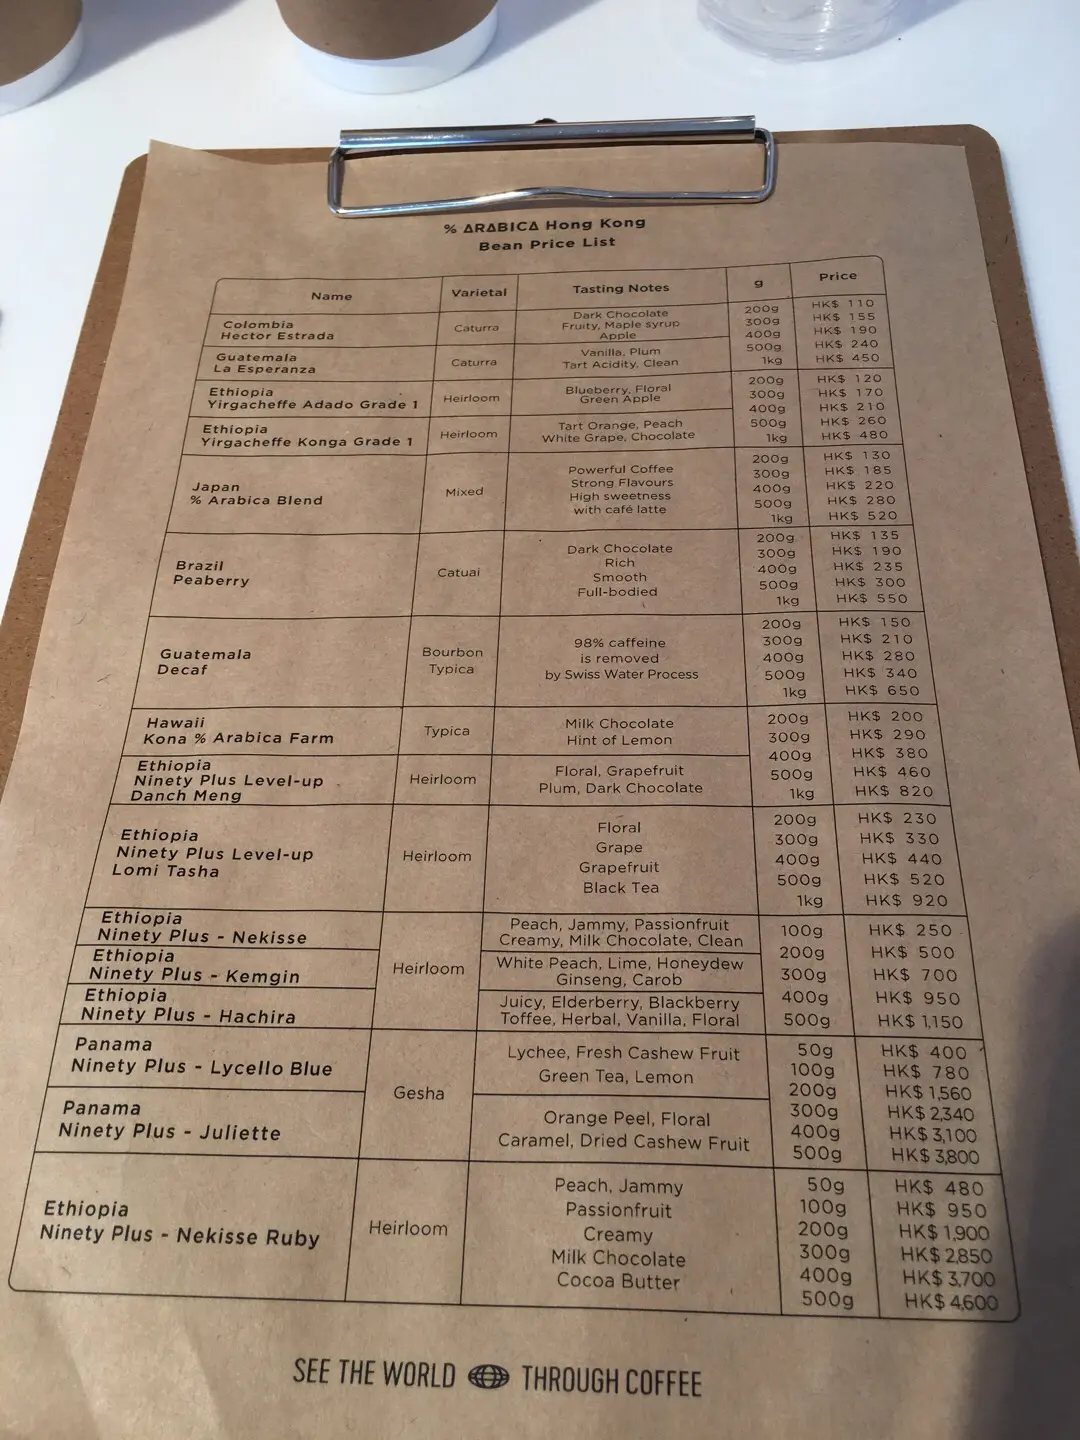 % ARABICA Hong Kong
Bean Price List
Name Varietal Tasting Notes g Price
Colombia
Hector Estrada
Caturra
Dark Chocolate
Fruity, Maple syrup
Apple
Guatemala
La Esperanza
Caturra
Vanilla, Plum
Tart Acidity, Clean
200g HK$ 110
300g HK$ 155
400g HK$ 190
500g HK$ 240
1kg HK$ 450
Ethiopia
Yirgacheffe Adado Grade 1
Heirloom
Blueberry, Floral
Green Apple
Ethiopia
Yirgacheffe Konga Grade 1
Heirloom
Tart Orange, Peach
White Grape, Chocolate
200g HK$ 120
300g HK$ 170
400g HK$ 210
500g HK$ 260
1kg HK$ 480
Japan
% Arabica Blend
Mixed
Powerful Coffee
Strong Flavours
High sweetness
with café latte
200g HK$ 130
300g HK$ 185
400g HK$ 220
500g HK$ 280
1kg HK$ 520
Brazil
Peaberry
Catuai
Dark Chocolate
Rich
Smooth
Full-bodied
200g HK$ 135
300g HK$ 190
400g HK$ 235
500g HK$ 300
1kg HK$ 550
Guatemala
Decaf
Bourbon
Typica
98% caffeine
is removed
by Swiss Water Process
200g HK$ 150
300g HK$ 210
400g HK$ 280
500g HK$ 340
1kg HK$ 650
Hawaii
Kona % Arabica Farm
Typica
Milk Chocolate
Hint of Lemon
Ethiopia
Ninety Plus Level-up
Danch Meng
Heirloom
Floral, Grapefruit
Plum, Dark Chocolate
200g HK$ 200
300g HK$ 290
400g HK$ 380
500g HK$ 460
1kg HK$ 820
Ethiopia
Ninety Plus Level-up
Lomi Tasha
Heirloom
Floral
Grape
Grapefruit
Black Tea
200g HK$ 230
300g HK$ 330
400g HK$ 440
500g HK$ 520
1kg HK$ 920
Ethiopia
Ninety Plus - Nekisse
Peach, Jammy, Passionfruit
Creamy, Milk Chocolate, Clean
Ethiopia
Ninety Plus - Kemgin
Heirloom
White Peach, Lime, Honeydew
Ginseng, Carob
Ethiopia
Ninety Plus - Hachira
Juicy, Elderberry, Blackberry
Toffee, Herbal, Vanilla, Floral
100g HK$ 250
200g HK$ 500
300g HK$ 700
400g HK$ 950
500g HK$ 1,150
Panama
Ninety Plus - Lycello Blue
Gesha
Lychee, Fresh Cashew Fruit
Green Tea, Lemon
Panama
Ninety Plus - Juliette
Orange Peel, Floral
Caramel, Dried Cashew Fruit
50g HK$ 400
100g HK$ 780
200g HK$ 1,560
300g HK$ 2,340
400g HK$ 3,100
500g HK$ 3,800
Ethiopia
Ninety Plus - Nekisse Ruby
Heirloom
Peach, Jammy
Passionfruit
Creamy
Milk Chocolate
Cocoa Butter
50g HK$ 480
100g HK$ 950
200g HK$ 1,900
300g HK$ 2,850
400g HK$ 3,700
500g HK$ 4,600
SEE THE WORLD THROUGH COFFEE